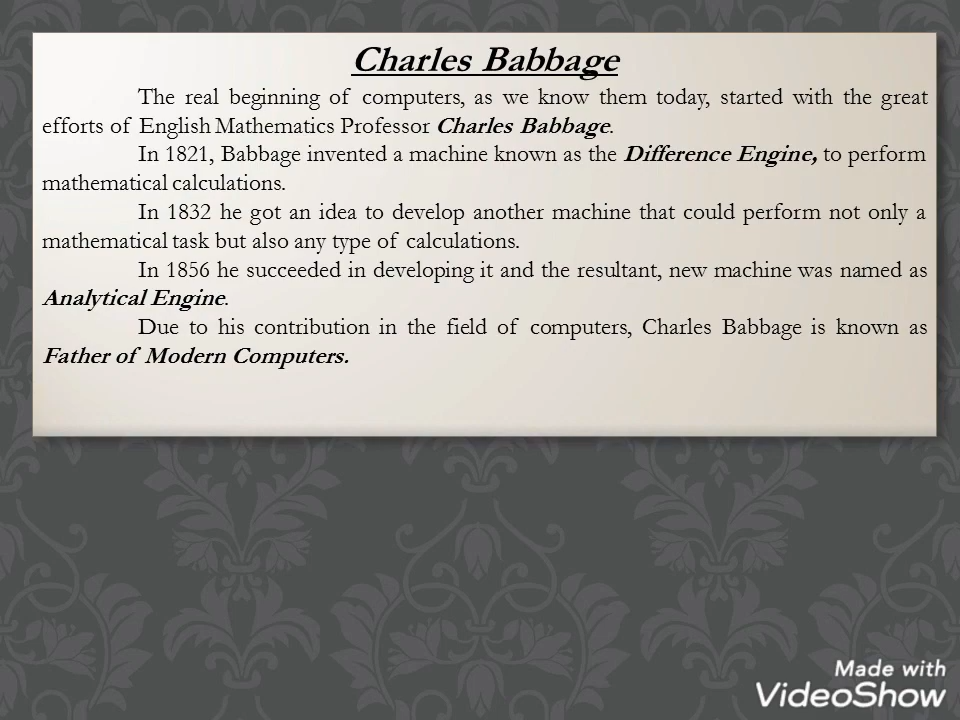 Charles Babbage
The real beginning of computers, as we know them today, started with the great
efforts of English Mathematics Professor Charles Babbage.
In 1821, Babbage invented a machine known as the Difference Engine, to perform
mathematical calculations.
In 1832 he got an idea to develop another machine that could perform not only a
mathematical task but also any type of calculations.
In 1856 he succeeded in developing it and the resultant, new machine was named as
Analytical Engine.
Due to his contribution in the field of computers, Charles Babbage is known as
Father of Modern Computers.
Made with
VideoShow